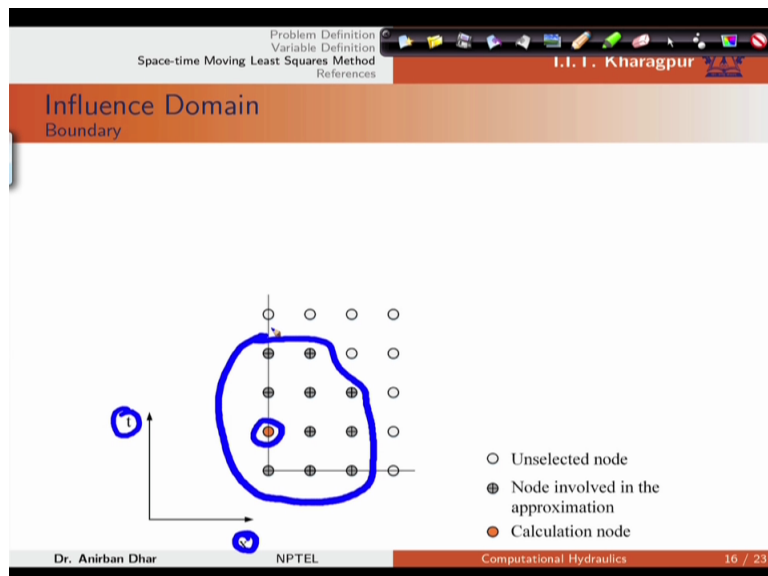 Problem Definition
Variable Definition
Space-time Moving Least Squares Method
References
I.I.T. Kharagpur
Influence Domain
Boundary
t
Unselected node
Node involved in the
approximation
Calculation node
Dr. Anirban Dhar
NPTEL
Computational Hydraulics
16 / 23